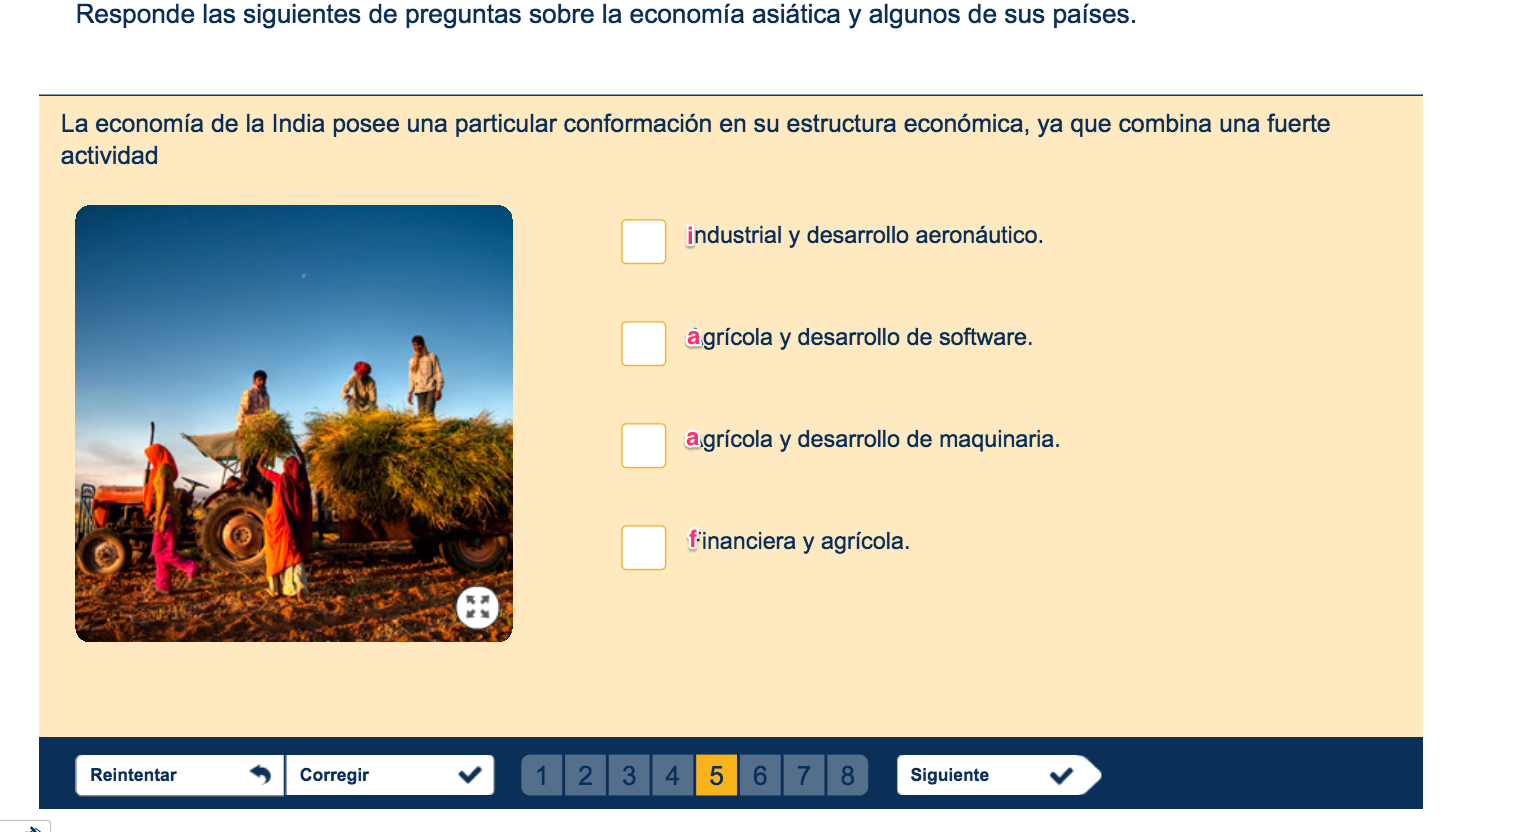 Responde las siguientes de preguntas sobre la economía asiática y algunos de sus países.
La economía de la India posee una particular conformación en su estructura económica, ya que combina una fuerte
actividad
industrial y desarrollo aeronáutico.
agrícola y desarrollo de software.
agrícola y desarrollo de maquinaria.
financiera y agrícola.
Reintentar Corregir 1 2 3 4 5 6 7 8 Siguiente